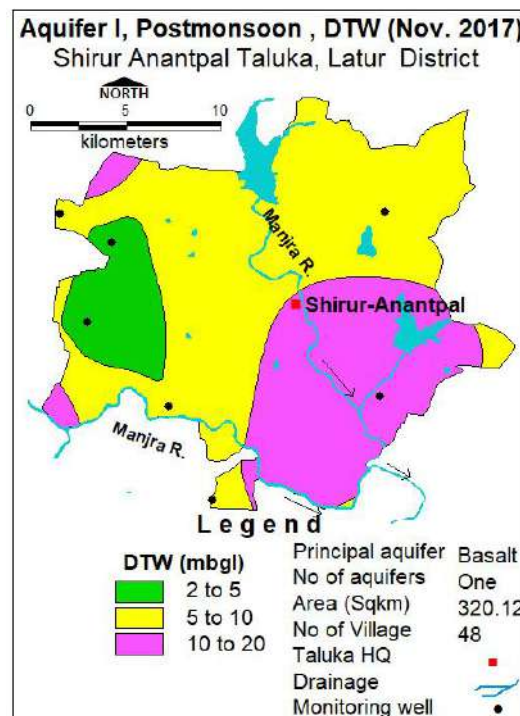 Aquifer I, Postmonsoon , DTW (Nov. 2017)
Shirur Anantpal Taluka, Latur District
NORTH
0 5 10
kilometers
Manjra R.
Shirur-Anantpal
Manjra R.
Legend
DTW (mbgl)
2 to 5
5 to 10
10 to 20
Principal aquifer Basalt
No of aquifers One
Area (Sqkm) 320.12
No of Village 48
Taluka HQ
Drainage
Monitoring well